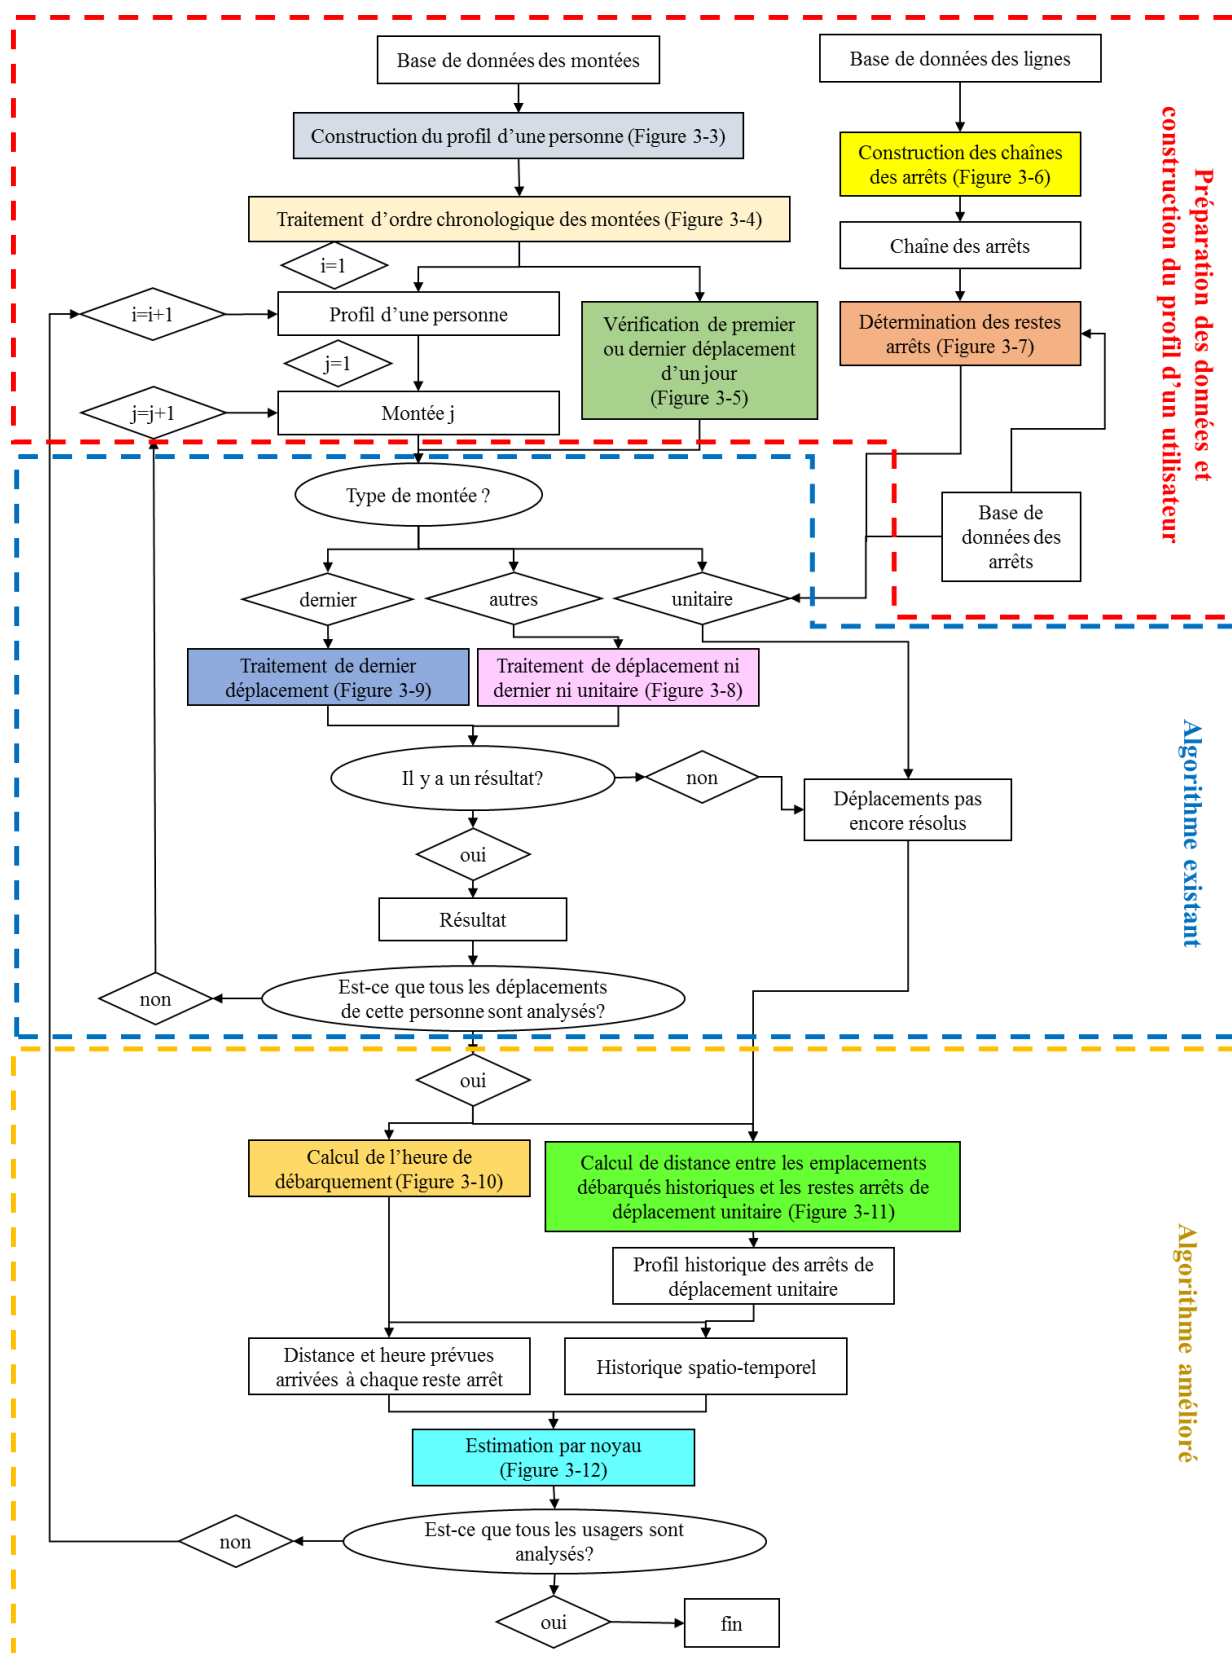 Base de données des montées
Base de données des lignes
Construction du profil d'une personne (Figure 3-3)
Construction des chaînes
des arrêts (Figure 3-6)
Traitement d'ordre chronologique des montées (Figure 3-4)
Chaîne des arrêts
i=1
i=i+1
Profil d'une personne
Vérification de premier
ou dernier déplacement
d'un jour
(Figure 3-5)
Détermination des restes
arrêts (Figure 3-7)
j=1
j=j+1
Montée j
Préparation des données et
construction du profil d'un utilisateur
Type de montée ?
Base de
données des
arrêts
dernier
autres
unitaire
Traitement de dernier
déplacement (Figure 3-9)
Traitement de déplacement ni
dernier ni unitaire (Figure 3-8)
Il y a un résultat?
non
Déplacements pas
encore résolus
oui
Résultat
Est-ce que tous les déplacements
de cette personne sont analysés?
non
Algorithme existant
oui
Calcul de l'heure de
débarquement (Figure 3-10)
Calcul de distance entre les emplacements
débarqués historiques et les restes arrêts de
déplacement unitaire (Figure 3-11)
Profil historique des arrêts de
déplacement unitaire
Distance et heure prévues
arrivées à chaque reste arrêt
Historique spatio-temporel
Estimation par noyau
(Figure 3-12)
Est-ce que tous les usagers sont
analysés?
non
oui
fin
Algorithme amélioré